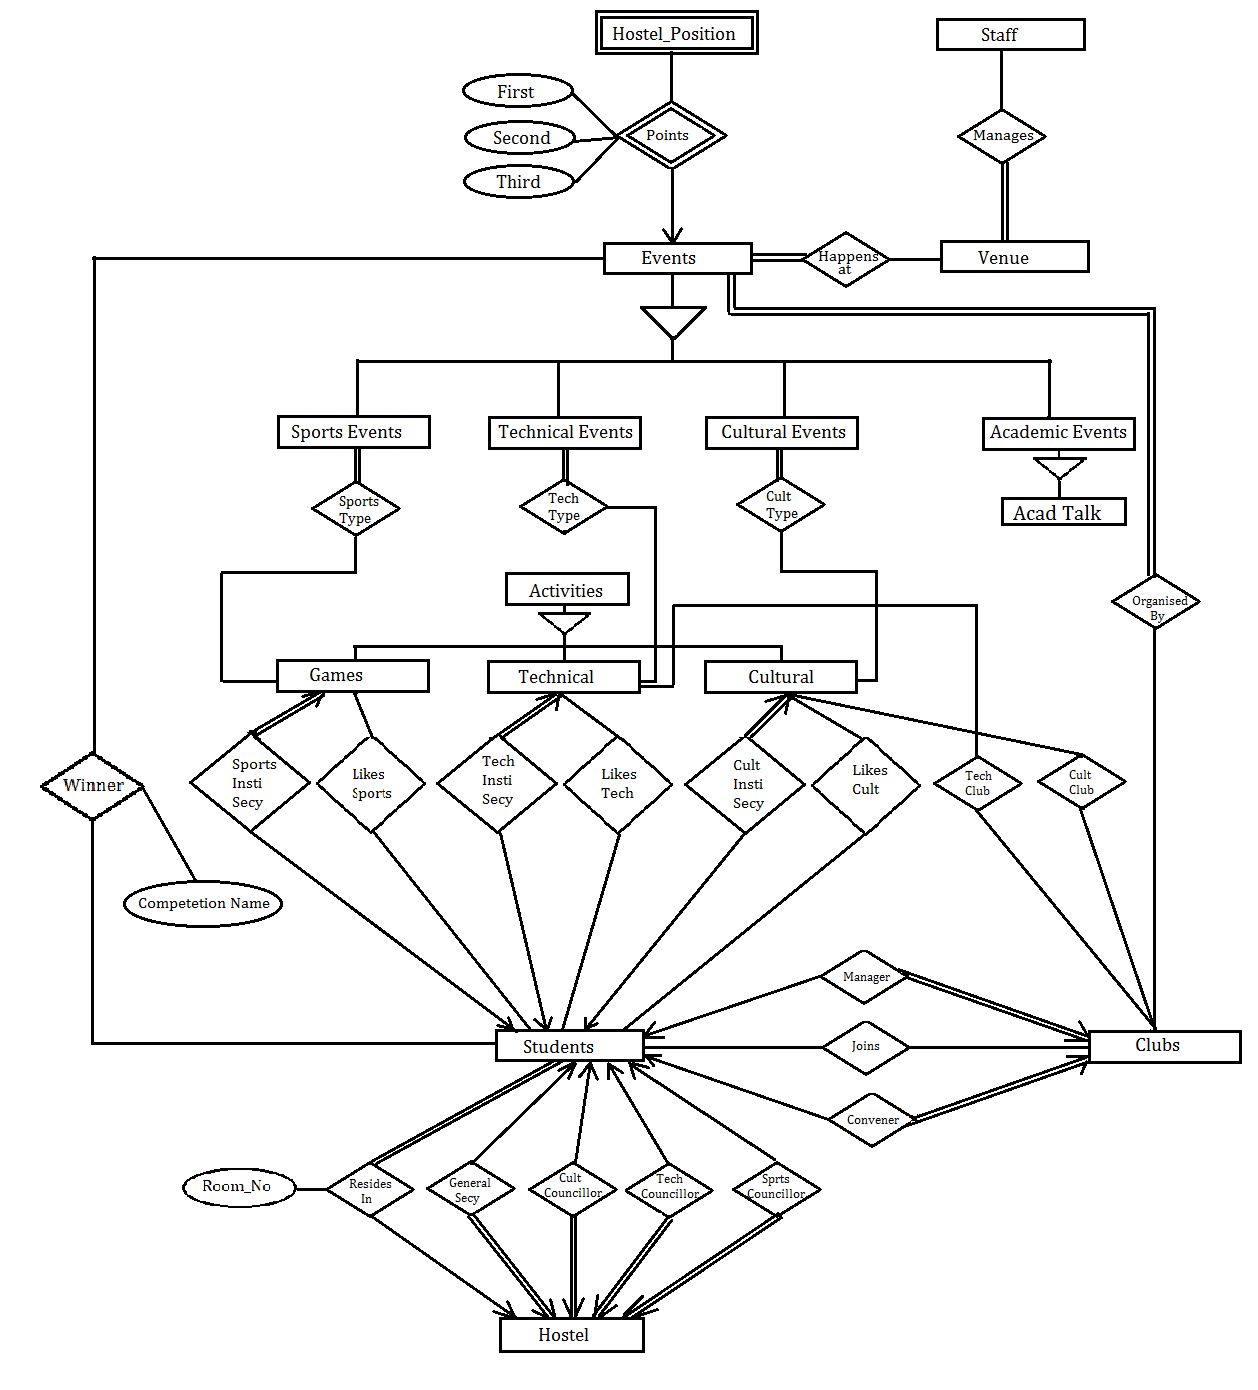 Hostel_Position
Staff
First
Second
Third
Points
Manages
Events
Happens
at
Venue
Sports Events
Technical Events
Cultural Events
Academic Events
Sports
Type
Tech
Type
Cult
Type
Acad Talk
Activities
Organised
By
Games
Technical
Cultural
Winner
Sports
Insti
Secy
Likes
Sports
Tech
Insti
Secy
Likes
Tech
Cult
Insti
Secy
Likes
Cult
Tech
Club
Cult
Club
Competetion Name
Manager
Students
Joins
Clubs
Convener
Room_No
Resides
In
General
Secy
Cult
Councillor
Tech
Councillor
Sprts
Councillor
Hostel